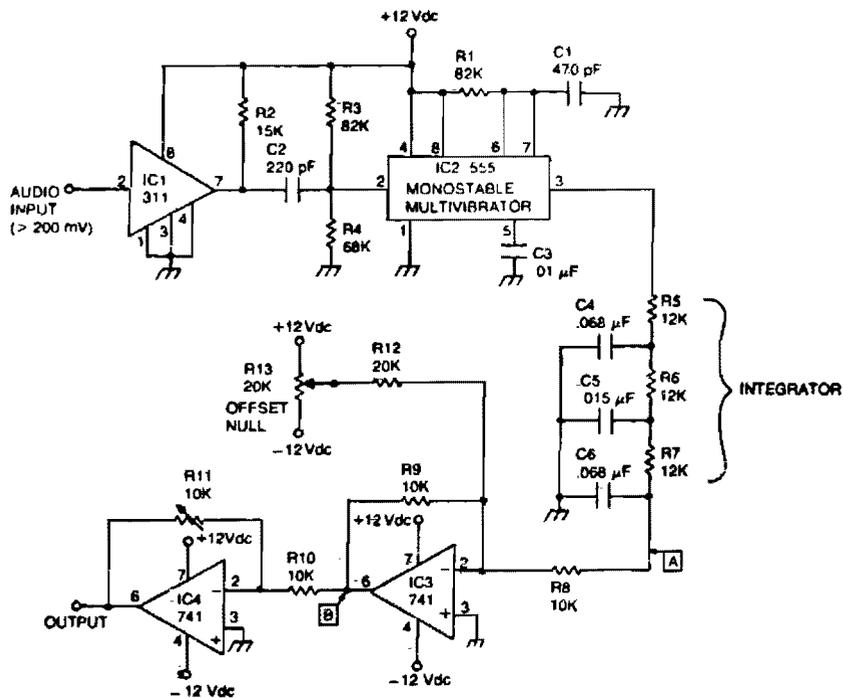 +12 Vdc
R1
82K
C1
470 pF
R2
15K
R3
82K
C2
220 pF
8
4
8
6
7
IC1
311
2
7
AUDIO
INPUT
(> 200 mV)
1
3
4
IC2 555
MONOSTABLE
MULTIVIBRATOR
2
3
1
5
R4
68K
C3
.01 µF
C4
.068 µF
R5
12K
+12 Vdc
R12
20K
R13
20K
OFFSET
NULL
-12 Vdc
C5
.015 µF
R6
12K
INTEGRATOR
C6
.068 µF
R7
12K
R11
10K
R9
10K
+12 Vdc
+12Vdc
A
7
2
R10
10K
6
7
2
R8
10K
IC3
741
3
B
6
IC4
741
3
4
4
OUTPUT
-12 Vdc
-12 Vdc